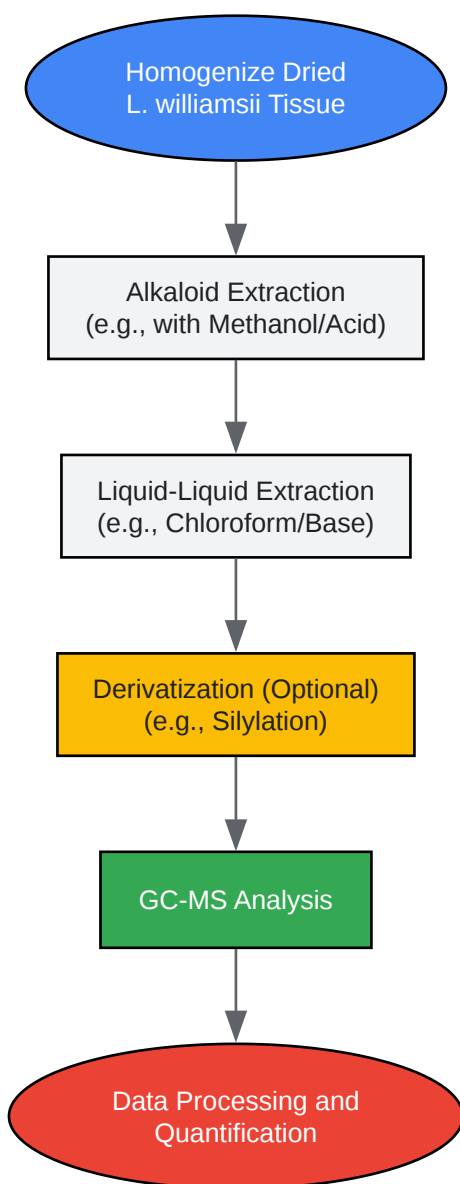 Homogenize Dried
L. williamsii Tissue
Alkaloid Extraction
(e.g., with Methanol/Acid)
Liquid-Liquid Extraction
(e.g., Chloroform/Base)
Derivatization (Optional)
(e.g., Silylation)
GC-MS Analysis
Data Processing and
Quantification